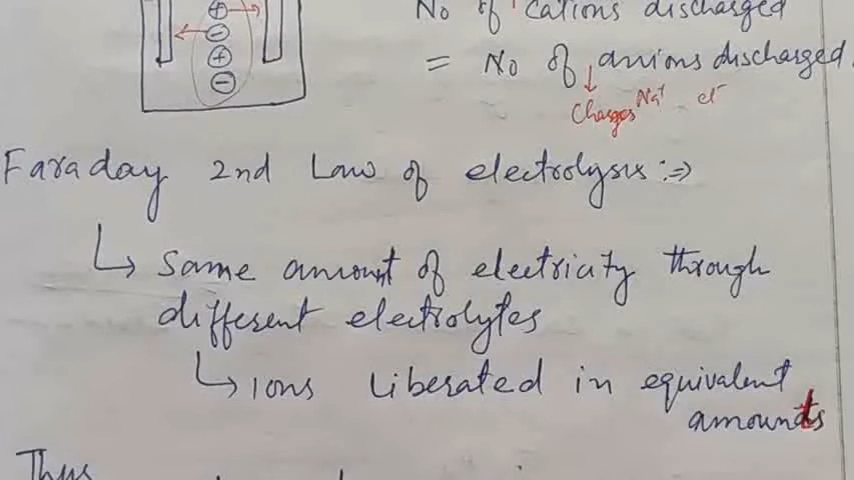 No of cations discharged
= No of anions discharged.
Charges Na⁺ cl⁻
Faraday 2nd Law of electrolysis :⇒
↳ Same amount of electricity through
different electrolytes
↳ Ions liberated in equivalent
amounts
Thus